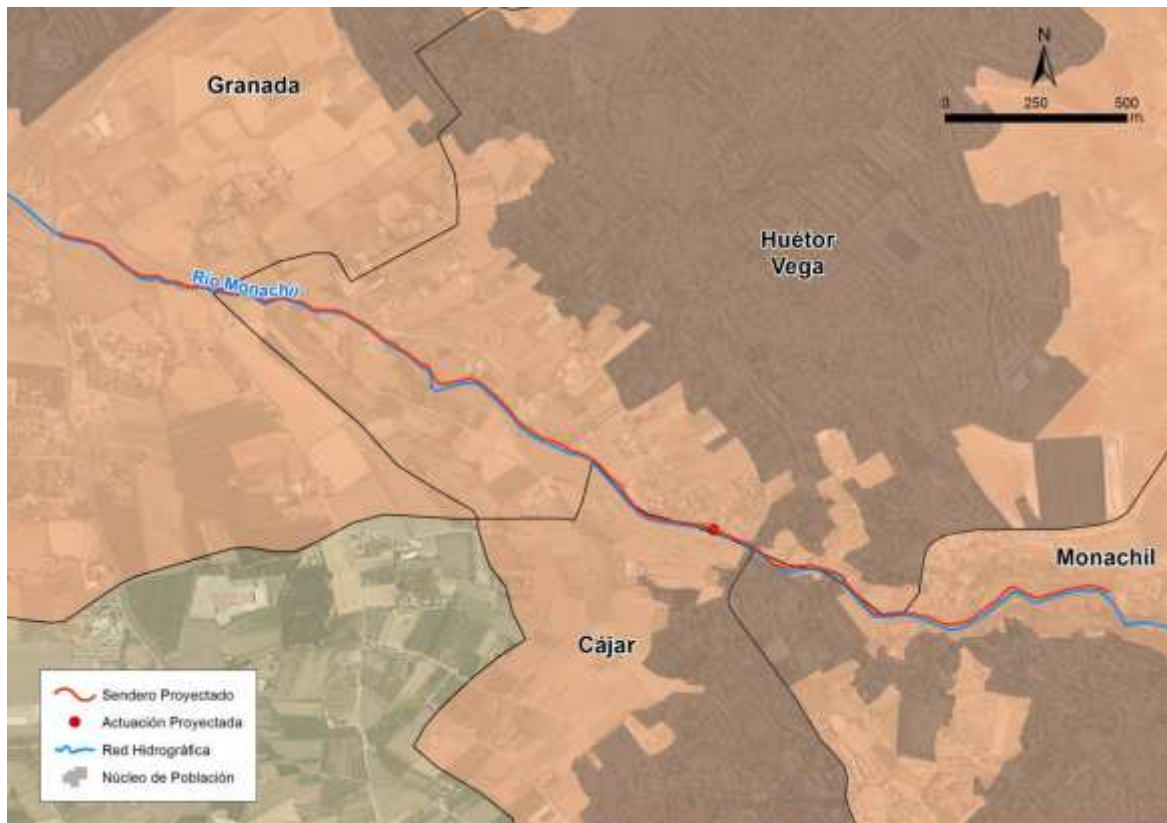 Granada
N
0 250 500
m.
Huétor
Vega
Río Monachil
Monachil
Cájar
Sendero Proyectado
Actuación Proyectada
Red Hidrográfica
Núcleo de Población